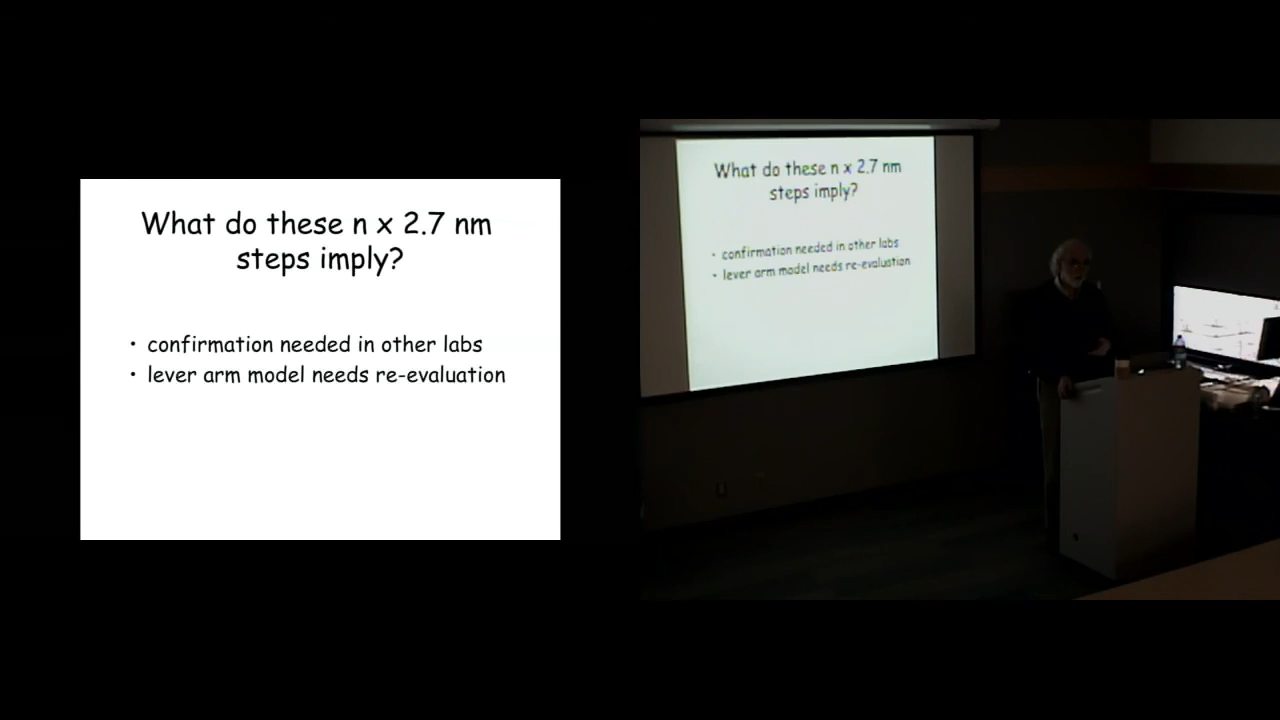 What do these n x 2.7 nm
steps imply?
• confirmation needed in other labs
• lever arm model needs re-evaluation
What do these n x 2.7 nm
steps imply?
• confirmation needed in other labs
• lever arm model needs re-evaluation